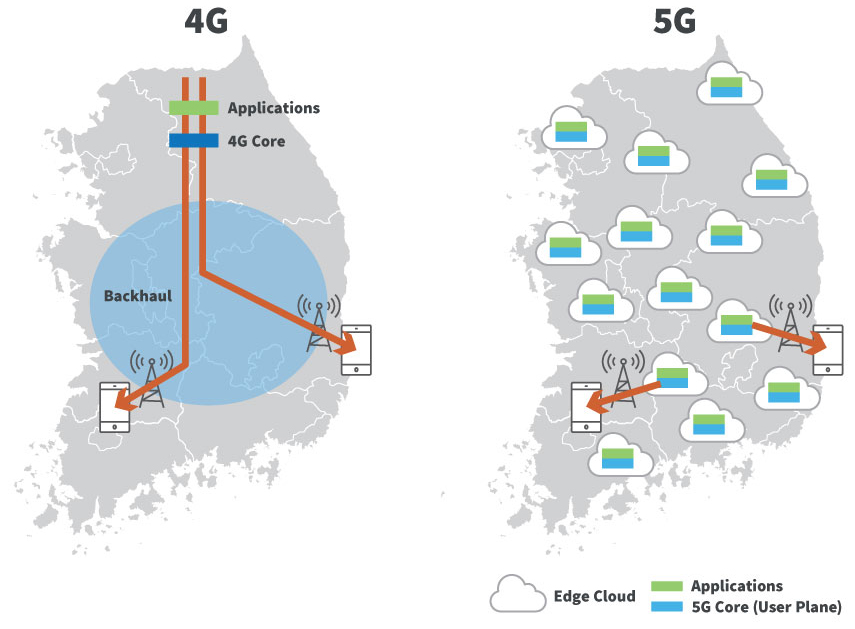 4G
5G
Applications
4G Core
Backhaul
Edge Cloud
Applications
5G Core (User Plane)